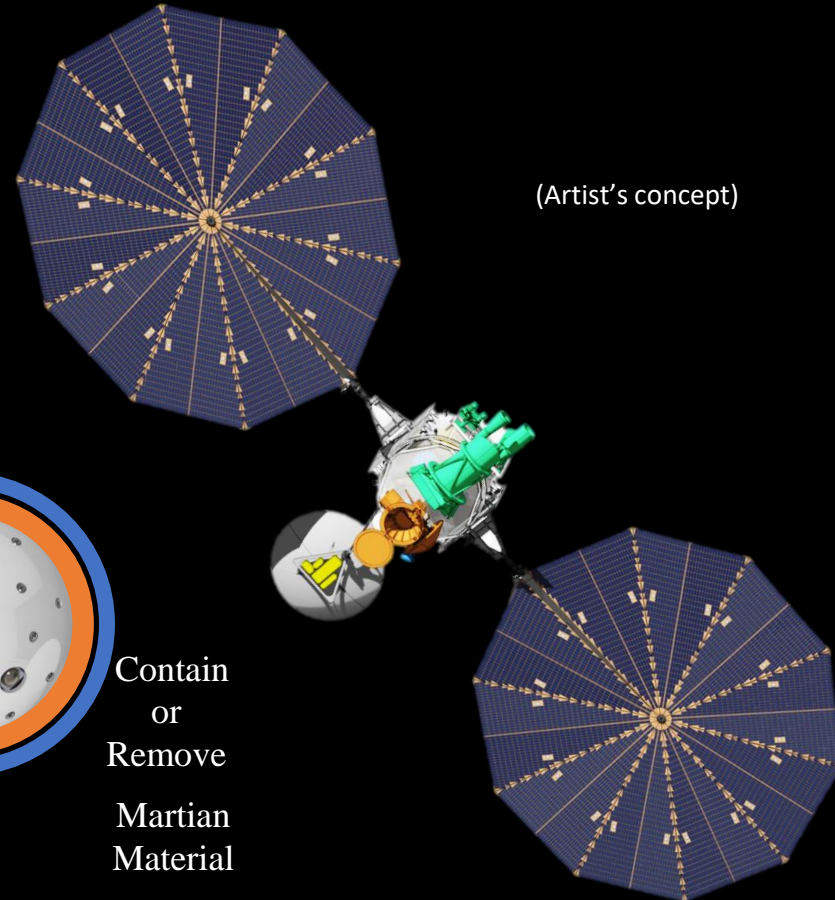 (Artist’s concept)
Contain
or
Remove
Martian
Material